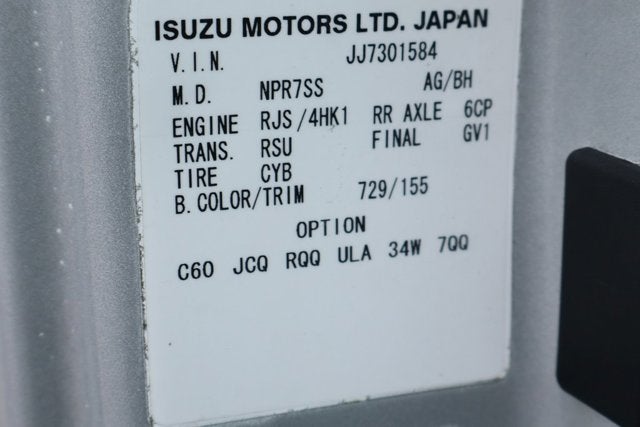 ISUZU MOTORS LTD. JAPAN
V.I.N. JJ7301584
M.D. NPR7SS AG/BH
ENGINE RJS/4HK1 RR AXLE 6CP
TRANS. RSU FINAL GV1
TIRE CYB
B.COLOR/TRIM 729/155
OPTION
C60 JCQ RQQ ULA 34W 7QQ